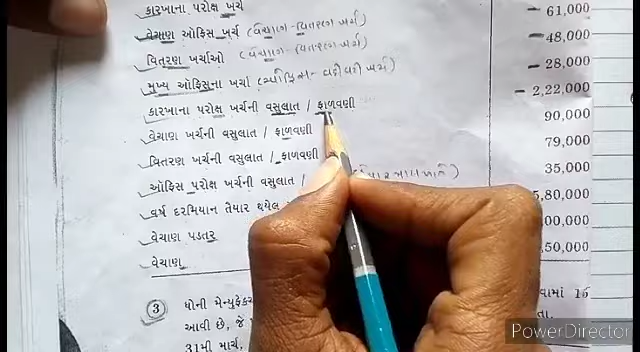 કારખાના પરોક્ષ ખર્ચ - 61,000
વેચાણ ઓફિસ ખર્ચ (વેચાણ-વિતરણ ખર્ચ) - 48,000
વિતરણ ખર્ચાઓ (વેચાણ-વિતરણ ખર્ચ) - 28,000
મુખ્ય ઓફિસના ખર્ચા - 2,22,000
કારખાના પરોક્ષ ખર્ચની વસુલાત / ફાળવણી 90,000
વેચાણ ખર્ચની વસુલાત / ફાળવણી 79,000
વિતરણ ખર્ચની વસુલાત / ફાળવણી 35,000
ઓફિસ પરોક્ષ ખર્ચની વસુલાત / 5,80,000
વર્ષ દરમિયાન તૈયાર થયેલ 00,000
વેચાણ પડતર ,50,000
વેચાણ
3 ધોની મેન્યુફેક્ચ વામાં 16
આવી છે, જે તા.
31મી માર્ચ,
PowerDirector